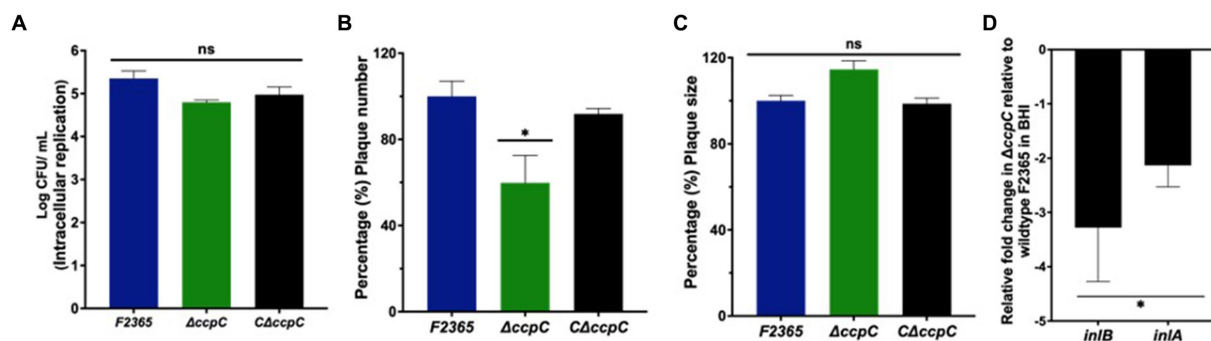 A
ns
Log CFU/ mL
(Intracellular replication)
6
5
4
3
2
1
0
F2365
ΔccpC
CΔccpC
B
Percentage (%) Plaque number
120
80
40
0
*
F2365
ΔccpC
CΔccpC
C
ns
Percentage (%) Plaque size
120
80
40
0
F2365
ΔccpC
CΔccpC
D
Relative fold change in ΔccpC relative to
wildtype F2365 in BHI
0
-1
-2
-3
-4
-5
*
inlB
inlA